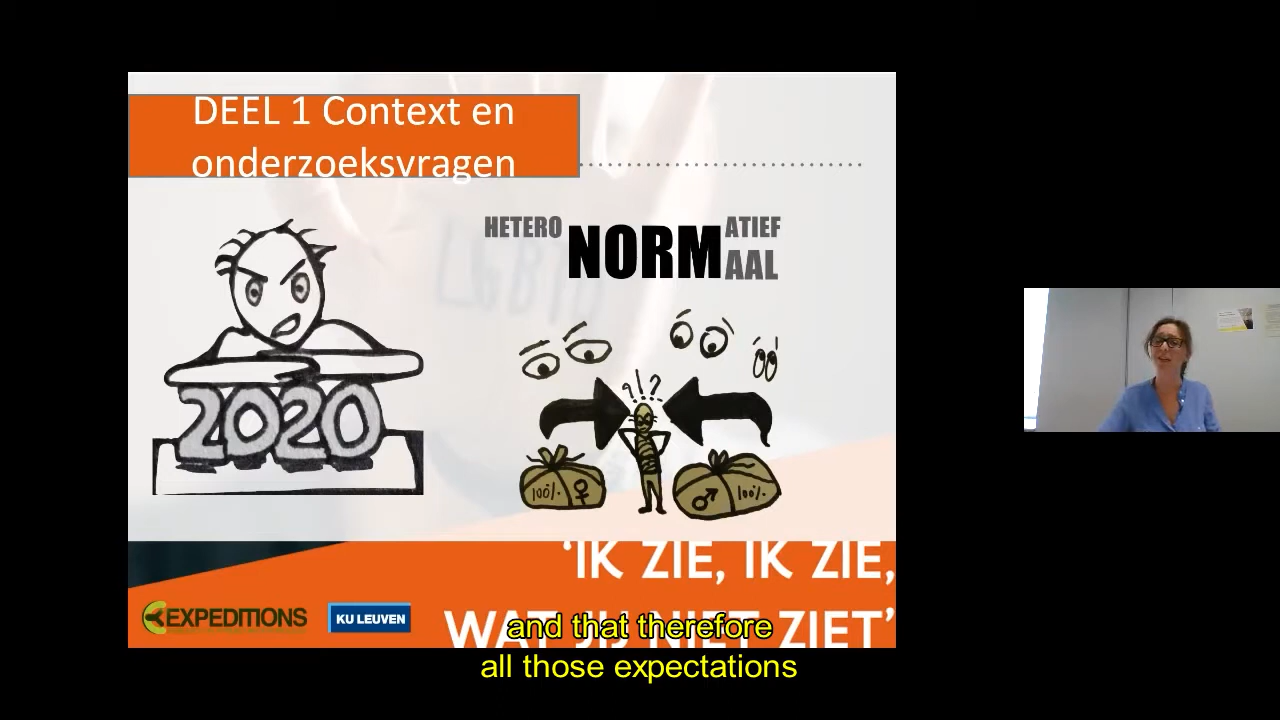 DEEL 1 Context en
onderzoeksvragen
HETERO NORM ATIEF
AAL
2020
?!?
100% ♀
♂ 100%
LGBTQ
'IK ZIE, IK ZIE,
WAT JIJ NIET ZIET'
EXPEDITIONS
KU LEUVEN
and that therefore
all those expectations